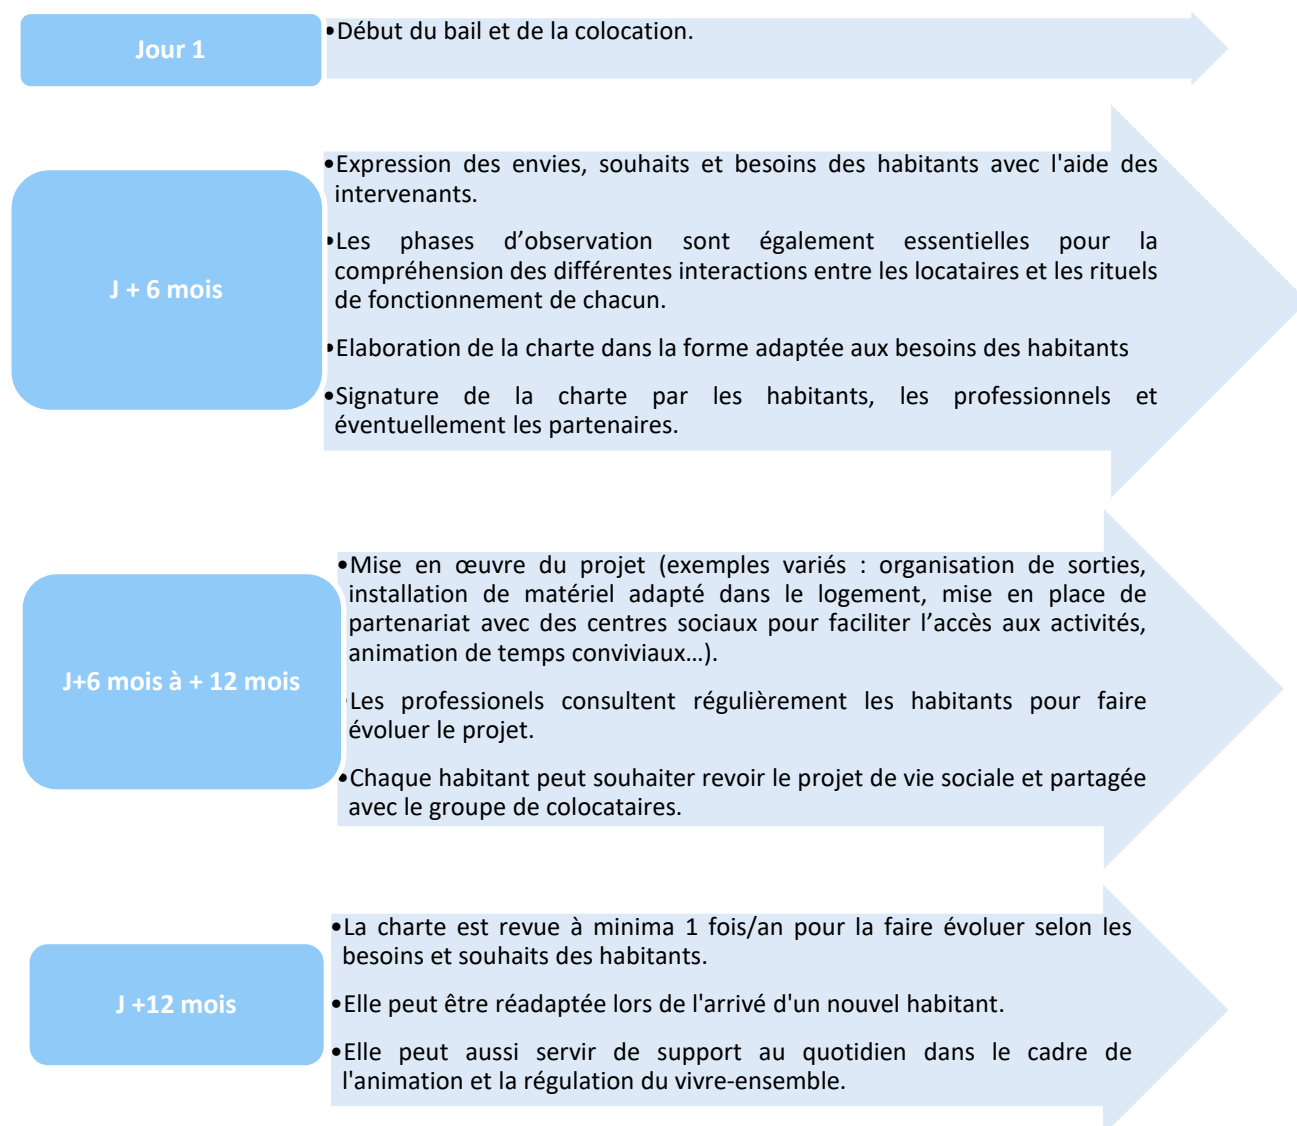 Jour 1
•Début du bail et de la colocation.
J + 6 mois
•Expression des envies, souhaits et besoins des habitants avec l'aide des
intervenants.
•Les phases d’observation sont également essentielles pour la
compréhension des différentes interactions entre les locataires et les rituels
de fonctionnement de chacun.
•Elaboration de la charte dans la forme adaptée aux besoins des habitants
•Signature de la charte par les habitants, les professionnels et
éventuellement les partenaires.
J+6 mois à + 12 mois
•Mise en œuvre du projet (exemples variés : organisation de sorties,
installation de matériel adapté dans le logement, mise en place de
partenariat avec des centres sociaux pour faciliter l’accès aux activités,
animation de temps conviviaux…).
•Les professionels consultent régulièrement les habitants pour faire
évoluer le projet.
•Chaque habitant peut souhaiter revoir le projet de vie sociale et partagée
avec le groupe de colocataires.
J +12 mois
•La charte est revue à minima 1 fois/an pour la faire évoluer selon les
besoins et souhaits des habitants.
•Elle peut être réadaptée lors de l'arrivé d'un nouvel habitant.
•Elle peut aussi servir de support au quotidien dans le cadre de
l'animation et la régulation du vivre-ensemble.